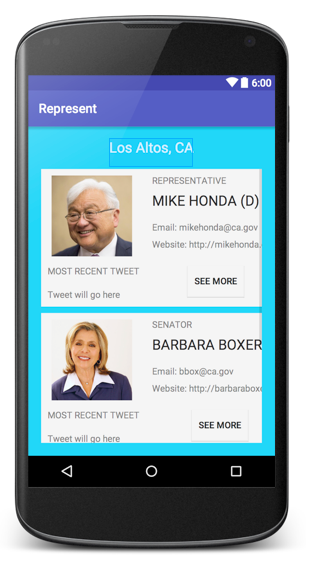 6:00
Represent
Los Altos, CA
REPRESENTATIVE
MIKE HONDA (D)
Email: mikehonda@ca.gov
Website: http://mikehonda.
MOST RECENT TWEET
SEE MORE
Tweet will go here
SENATOR
BARBARA BOXER
Email: bbox@ca.gov
Website: http://barbaraboxe
MOST RECENT TWEET
SEE MORE
Tweet will go here